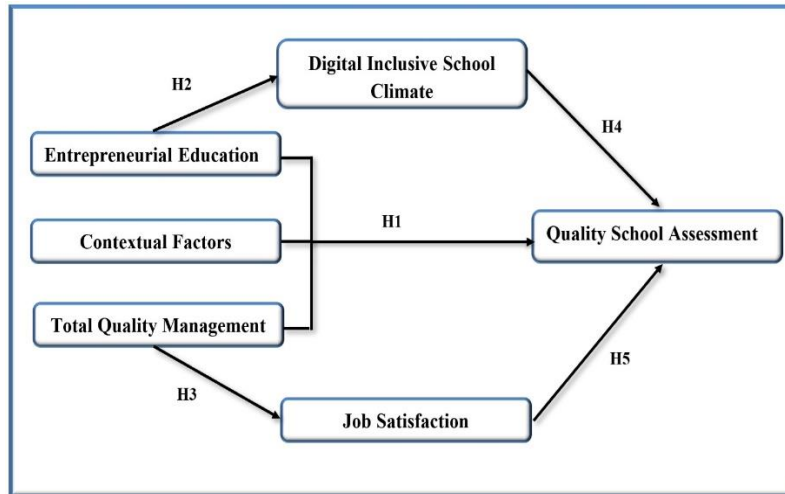 Digital Inclusive School
Climate
H2
H4
Entrepreneurial Education
H1
Contextual Factors
Quality School Assessment
Total Quality Management
H3
H5
Job Satisfaction